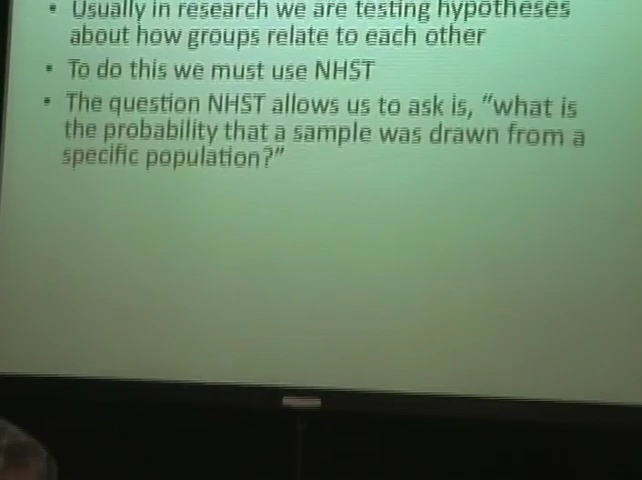 • Usually in research we are testing hypotheses
about how groups relate to each other
• To do this we must use NHST
• The question NHST allows us to ask is, “what is
the probability that a sample was drawn from a
specific population?”